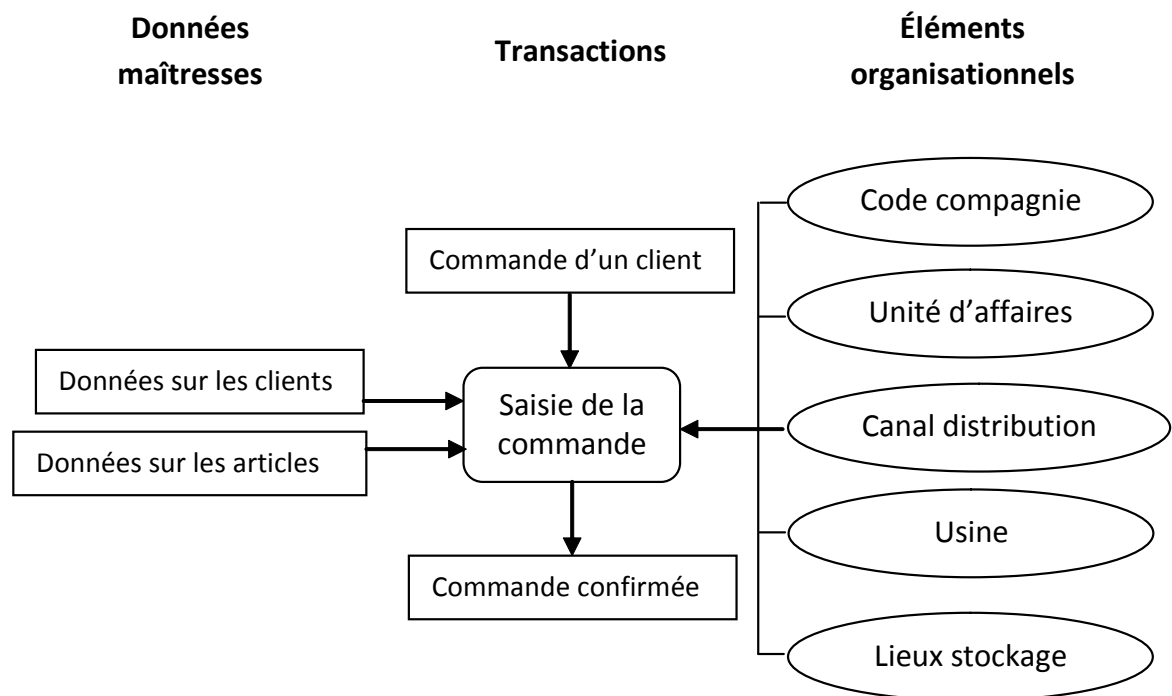 Données
maîtresses
Transactions
Éléments
organisationnels
Code compagnie
Commande d’un client
Unité d’affaires
Données sur les clients
Saisie de la
commande
Canal distribution
Données sur les articles
Usine
Commande confirmée
Lieux stockage